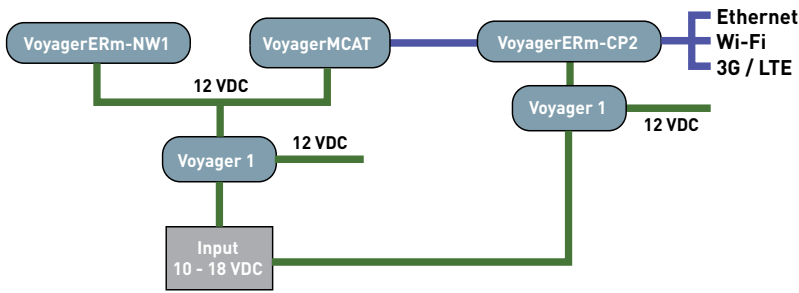 VoyagerERm-NW1
VoyagerMCAT
VoyagerERm-CP2
Ethernet
Wi-Fi
3G / LTE
12 VDC
Voyager 1
12 VDC
Voyager 1
12 VDC
Input
10 - 18 VDC